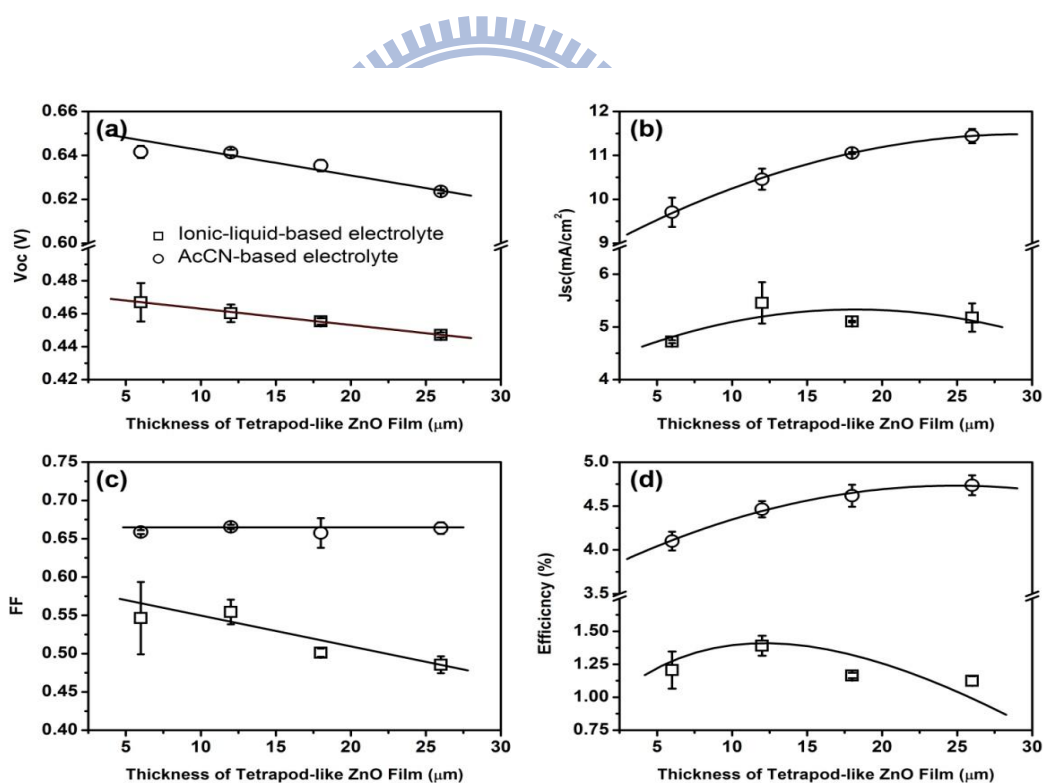 (a)
0.66
0.64
0.62
0.60
0.48
0.46
0.44
0.42
Voc (V)
Ionic-liquid-based electrolyte
AcCN-based electrolyte
5 10 15 20 25 30
Thickness of Tetrapod-like ZnO Film (μm)
(b)
12
11
10
9
6
5
4
Jsc(mA/cm²)
5 10 15 20 25 30
Thickness of Tetrapod-like ZnO Film (μm)
(c)
0.75
0.70
0.65
0.60
0.55
0.50
0.45
0.40
FF
5 10 15 20 25 30
Thickness of Tetrapod-like ZnO Film (μm)
(d)
5.0
4.5
4.0
3.5
1.50
1.25
1.00
0.75
Efficicncy (%)
5 10 15 20 25 30
Thickness of Tetrapod-like ZnO Film (μm)